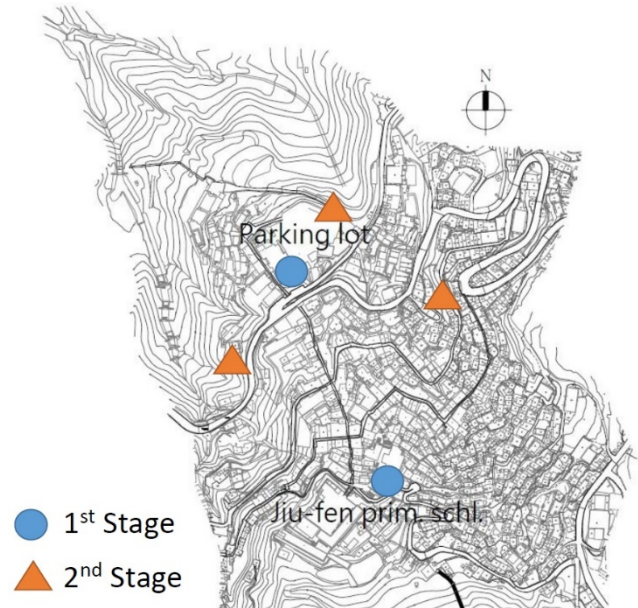 N
Parking lot
Jiu-fen prim. schl.
1st Stage
2nd Stage